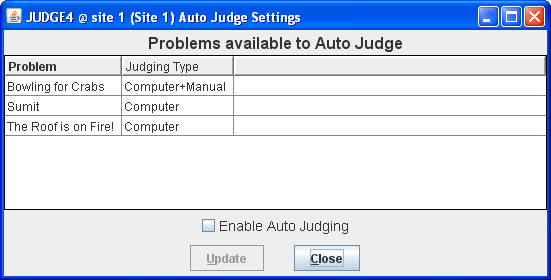 JUDGE4 @ site 1 (Site 1) Auto Judge Settings
Problems available to Auto Judge
Problem Judging Type
Bowling for Crabs Computer+Manual
Sumit Computer
The Roof is on Fire! Computer
Enable Auto Judging
Update Close